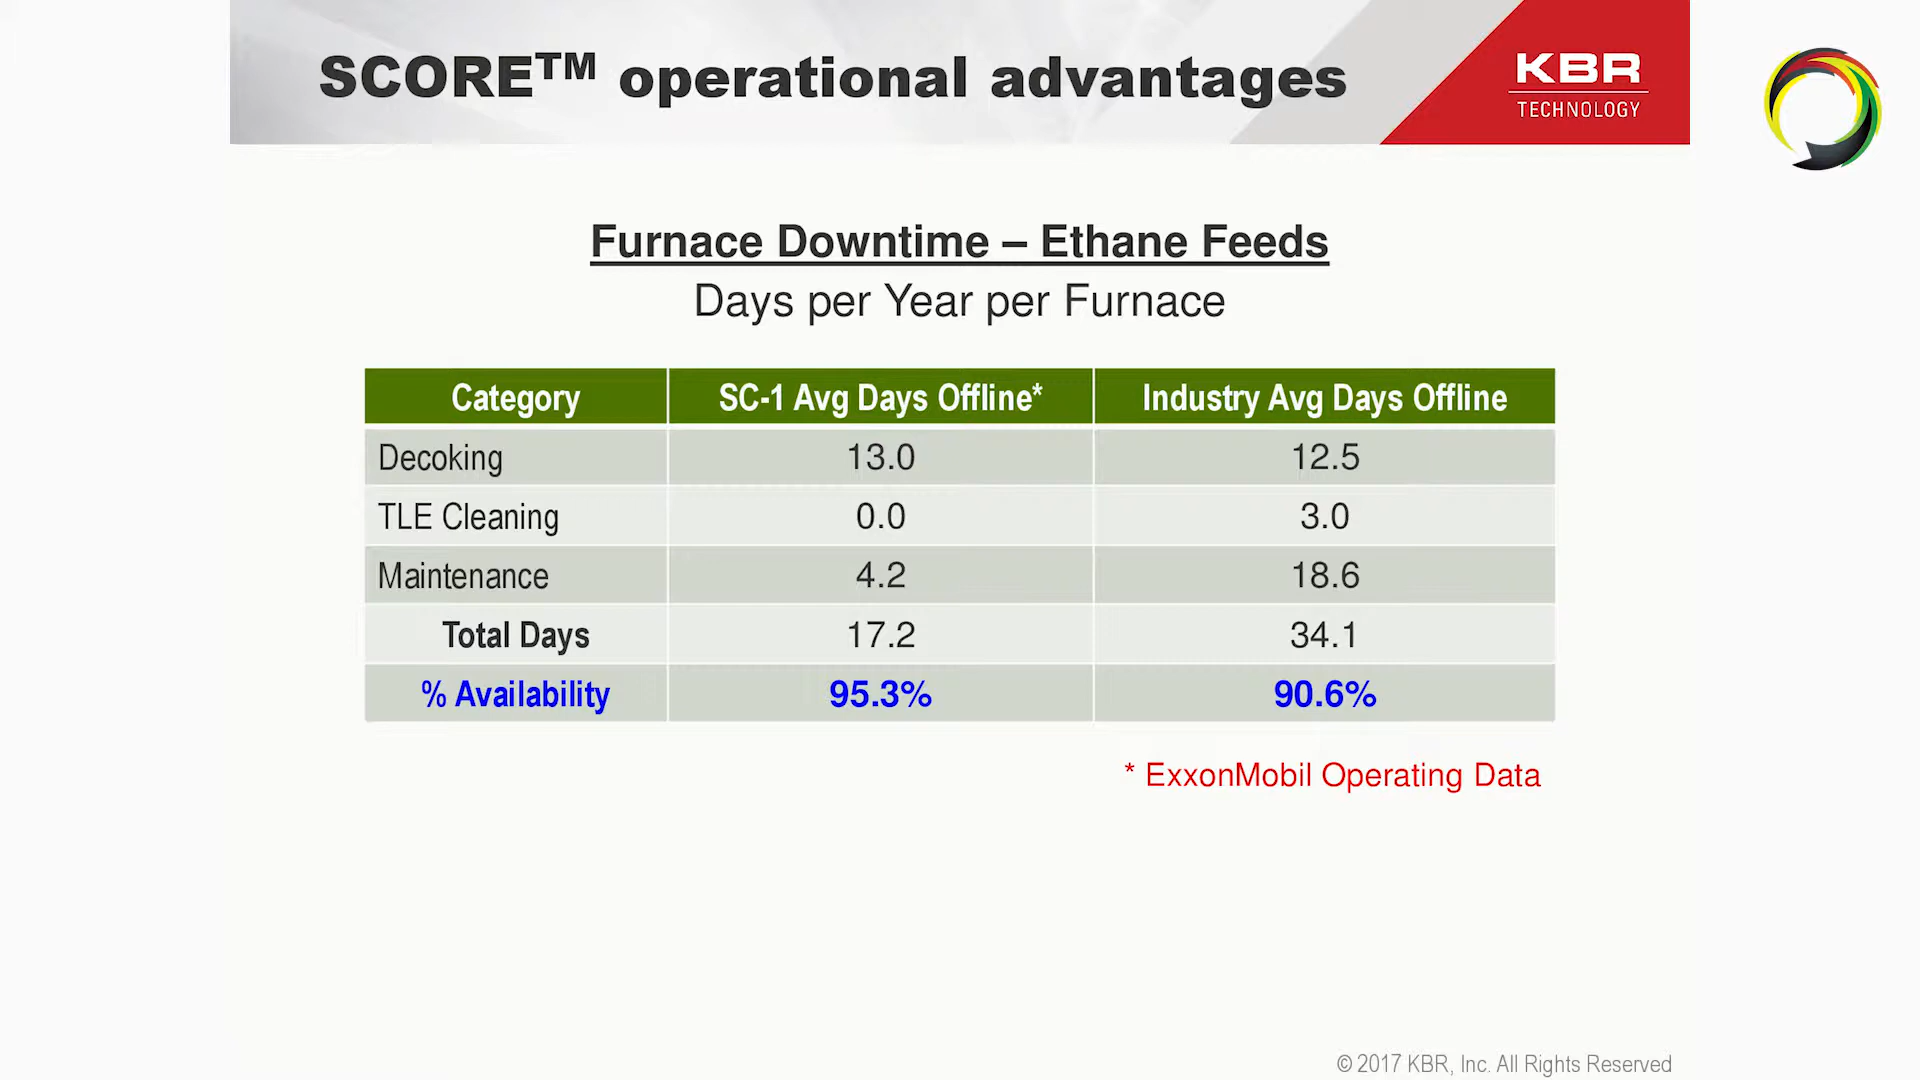 SCORE™ operational advantages
KBR
TECHNOLOGY
Furnace Downtime – Ethane Feeds
Days per Year per Furnace
Category SC-1 Avg Days Offline* Industry Avg Days Offline
Decoking 13.0 12.5
TLE Cleaning 0.0 3.0
Maintenance 4.2 18.6
Total Days 17.2 34.1
% Availability 95.3% 90.6%
* ExxonMobil Operating Data
© 2017 KBR, Inc. All Rights Reserved